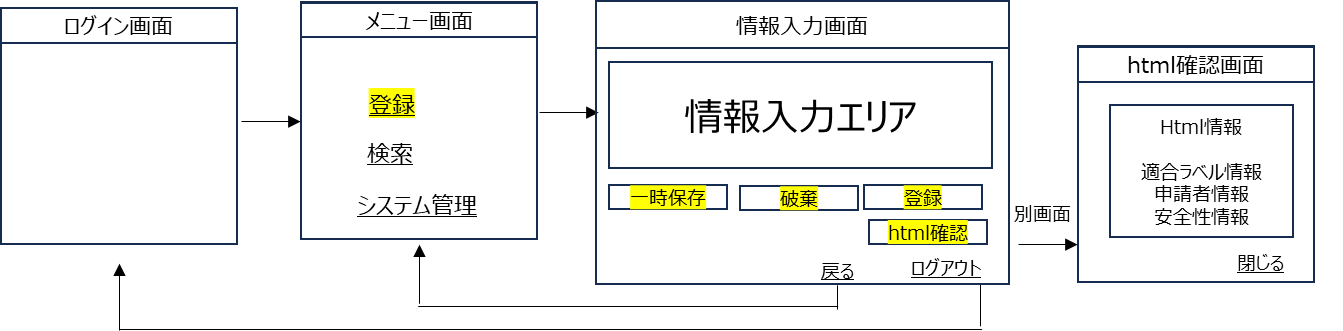 ログイン画面
メニュー画面
登録
検索
システム管理
情報入力画面
情報入力エリア
一時保存
破棄
登録
html確認
戻る
ログアウト
別画面
html確認画面
Html情報
適合ラベル情報
申請者情報
安全性情報
閉じる